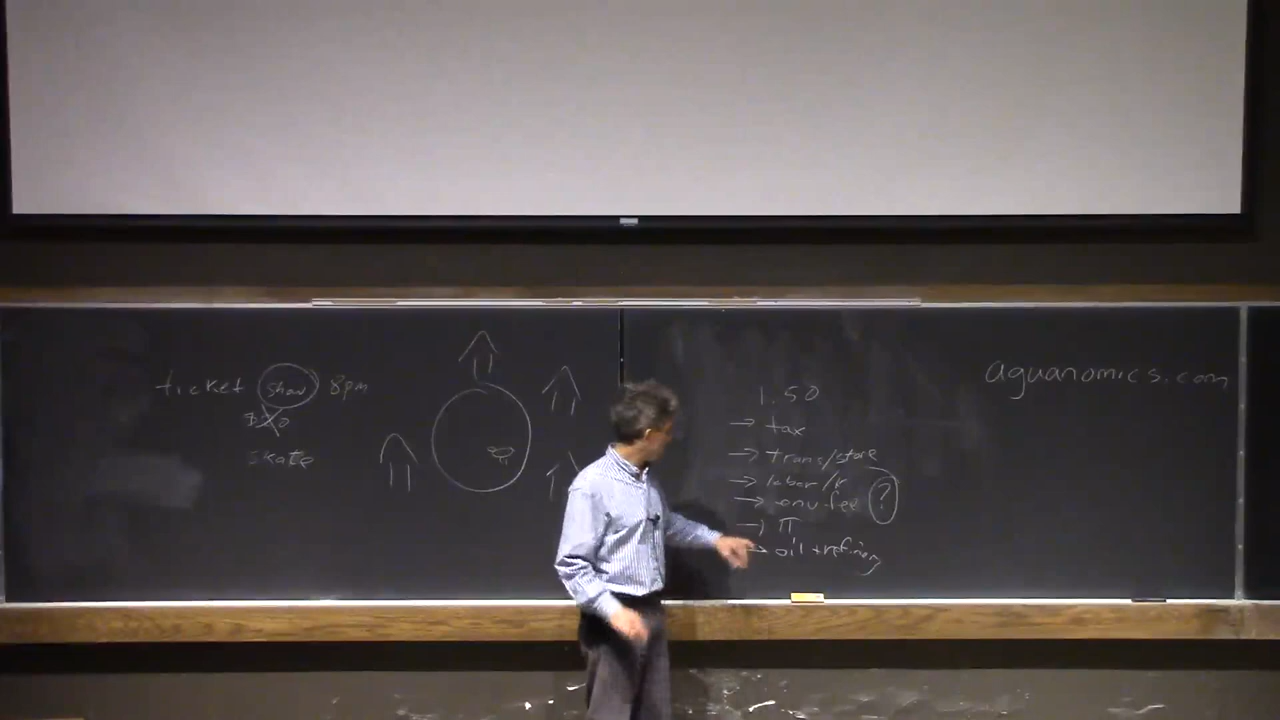 ticket show 8pm
skate
1.50
→ tax
→ trans/store
→ labor/k
→ env. fee ?
→ π
→ oil + refining
aguanomics.com